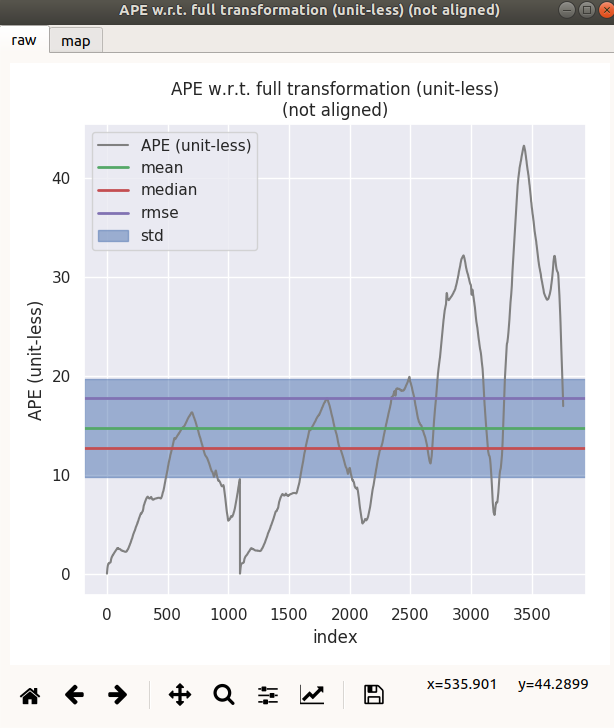 APE w.r.t. full transformation (unit-less) (not aligned)
raw
map
APE w.r.t. full transformation (unit-less)
(not aligned)
APE (unit-less)
mean
median
rmse
std
40
30
20
10
0
APE (unit-less)
0
500
1000
1500
2000
2500
3000
3500
index
x=535.901
y=44.2899